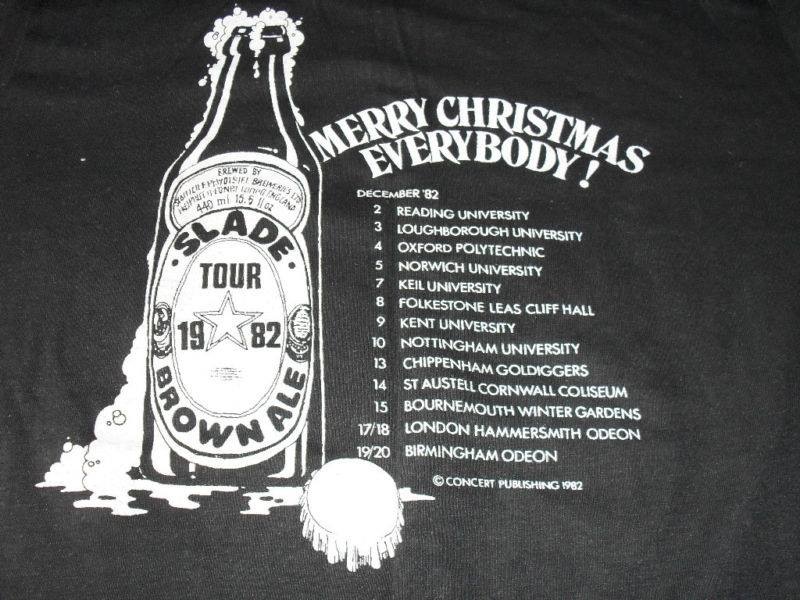 BREWED BY
440 ml 15.5 fl oz
SLADE
TOUR
1982
BROWN ALE
MERRY CHRISTMAS
EVERYBODY!
DECEMBER '82
2 READING UNIVERSITY
3 LOUGHBOROUGH UNIVERSITY
4 OXFORD POLYTECHNIC
5 NORWICH UNIVERSITY
7 KEIL UNIVERSITY
8 FOLKESTONE LEAS CLIFF HALL
9 KENT UNIVERSITY
10 NOTTINGHAM UNIVERSITY
13 CHIPPENHAM GOLDIGGERS
14 ST AUSTELL CORNWALL COLISEUM
15 BOURNEMOUTH WINTER GARDENS
17/18 LONDON HAMMERSMITH ODEON
19/20 BIRMINGHAM ODEON
© CONCERT PUBLISHING 1982